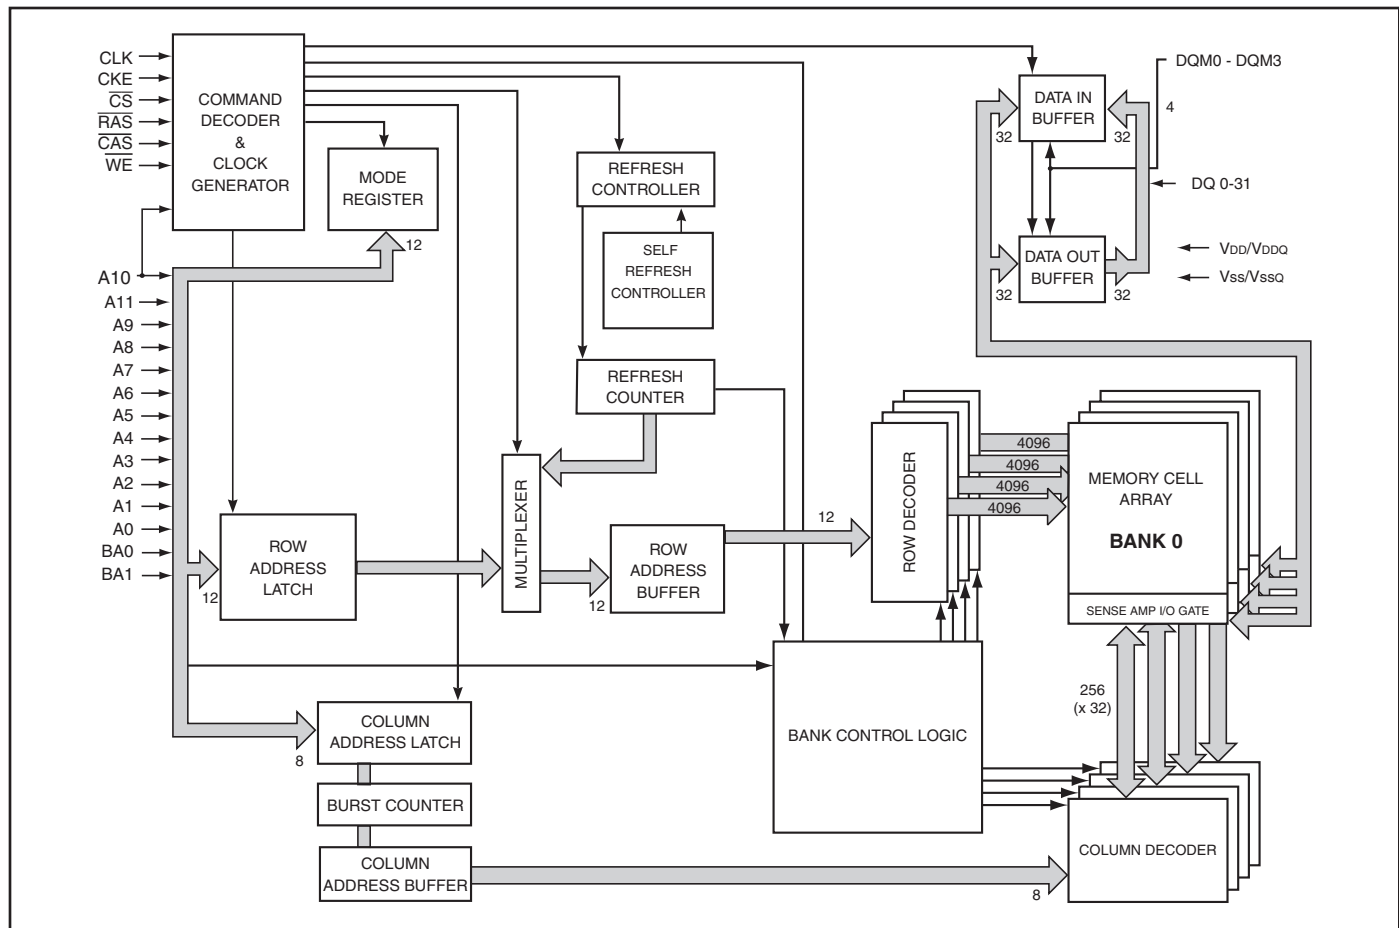 CLK
CKE
CS
RAS
CAS
WE
A10
A11
A9
A8
A7
A6
A5
A4
A3
A2
A1
A0
BA0
BA1
COMMAND
DECODER
&
CLOCK
GENERATOR
MODE
REGISTER
12
REFRESH
CONTROLLER
SELF
REFRESH
CONTROLLER
REFRESH
COUNTER
DATA IN
BUFFER
32
32
DQM0 - DQM3
4
DQ 0-31
DATA OUT
BUFFER
32
32
VDD/VDDQ
Vss/VssQ
ROW
ADDRESS
LATCH
12
MULTIPLEXER
12
ROW
ADDRESS
BUFFER
12
ROW DECODER
4096
4096
4096
4096
MEMORY CELL
ARRAY
BANK 0
SENSE AMP I/O GATE
256
(x 32)
BANK CONTROL LOGIC
COLUMN
ADDRESS LATCH
8
BURST COUNTER
COLUMN
ADDRESS BUFFER
8
COLUMN DECODER